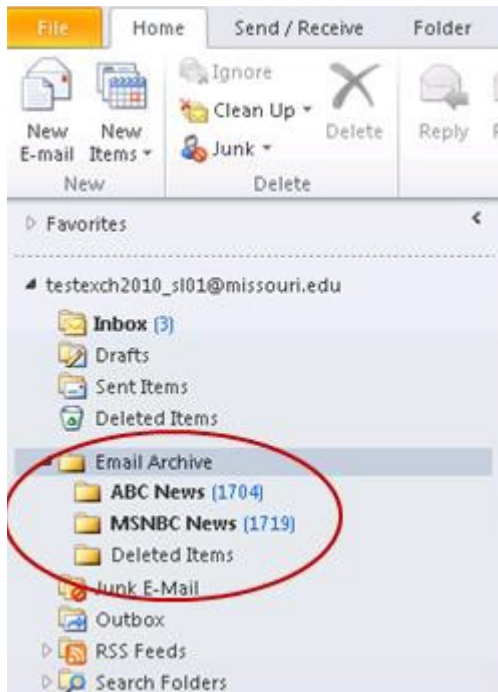 File Home Send / Receive Folder
Ignore
Clean Up
Junk
New E-mail
New Items
Delete
Reply
New
Delete
Favorites
testexch2010_sl01@missouri.edu
Inbox (3)
Drafts
Sent Items
Deleted Items
Email Archive
ABC News (1704)
MSNBC News (1719)
Deleted Items
Junk E-Mail
Outbox
RSS Feeds
Search Folders